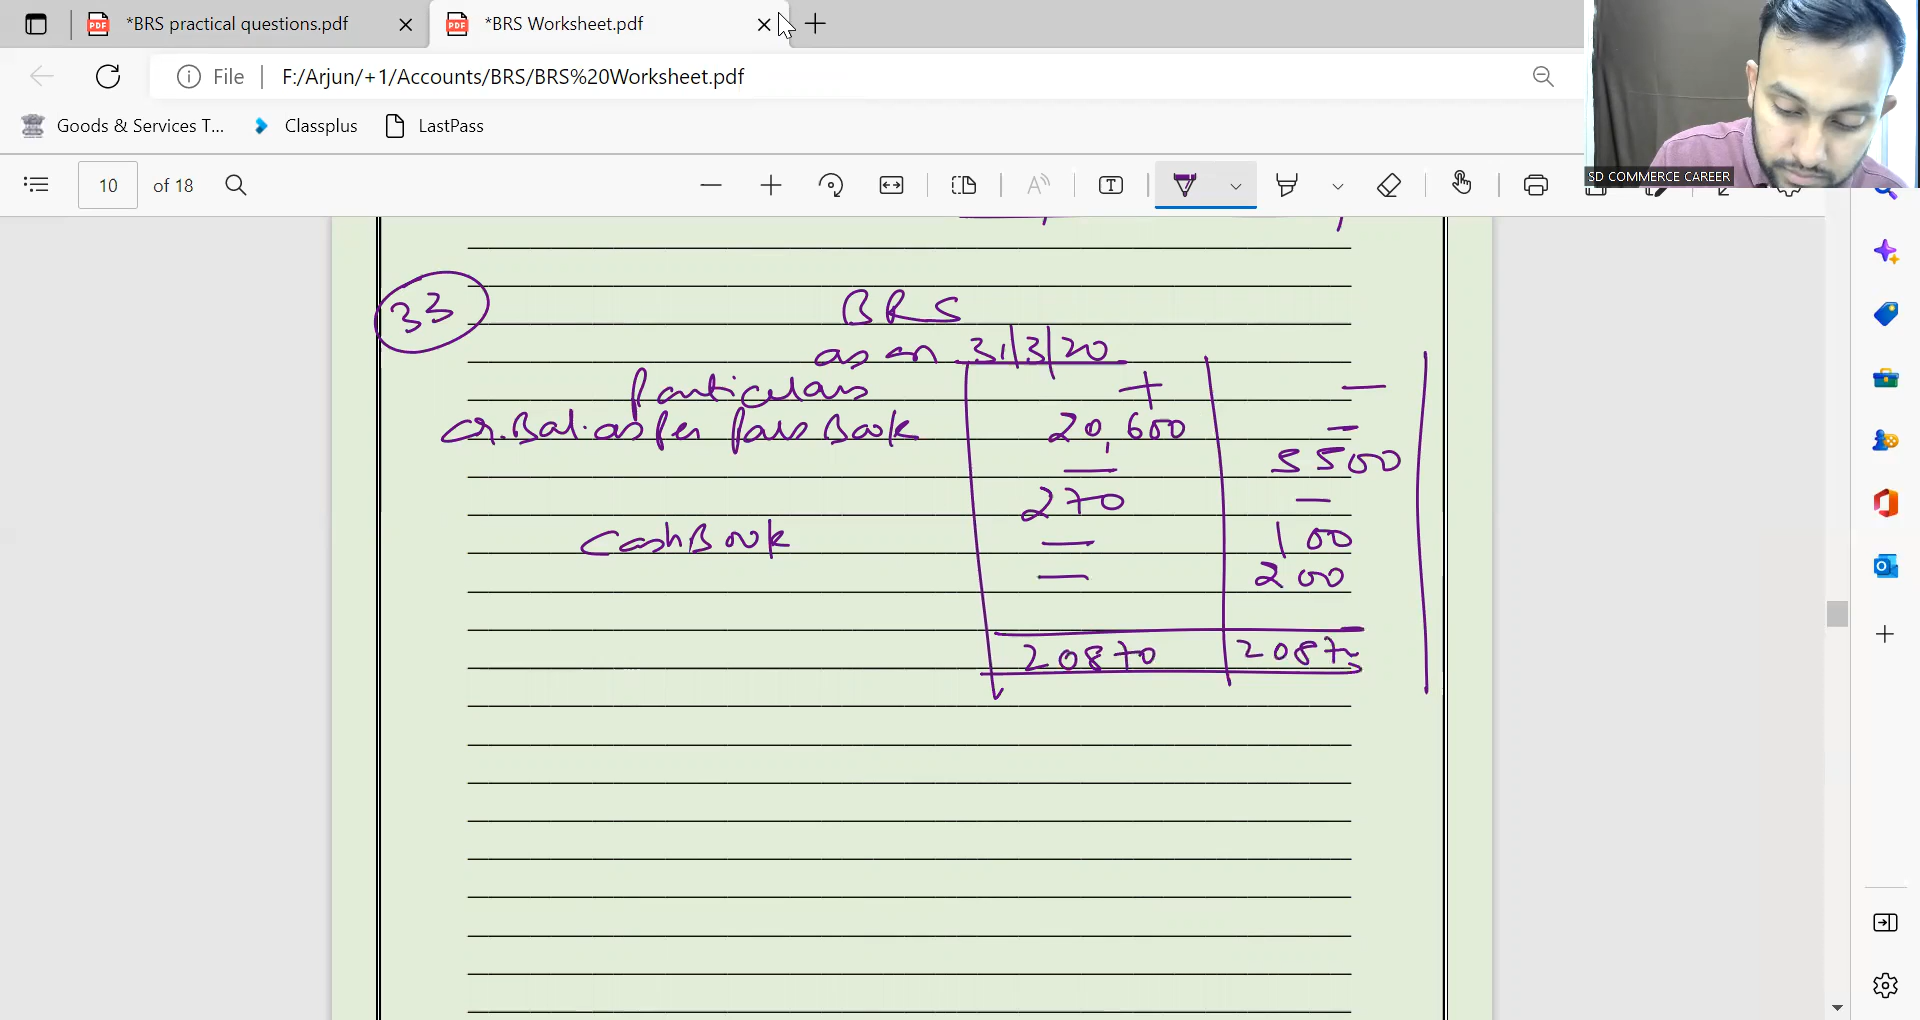 *BRS practical questions.pdf
*BRS Worksheet.pdf
File
F:/Arjun/+1/Accounts/BRS/BRS%20Worksheet.pdf
Goods & Services T...
Classplus
LastPass
10 of 18
SD COMMERCE CAREER
33
BRS
as on 31/3/20
Particulars + -
Cr. Bal. as Per Pass Book 20,600 -
- 5500
270 -
Cash Book - 100
- 200
20870 20870